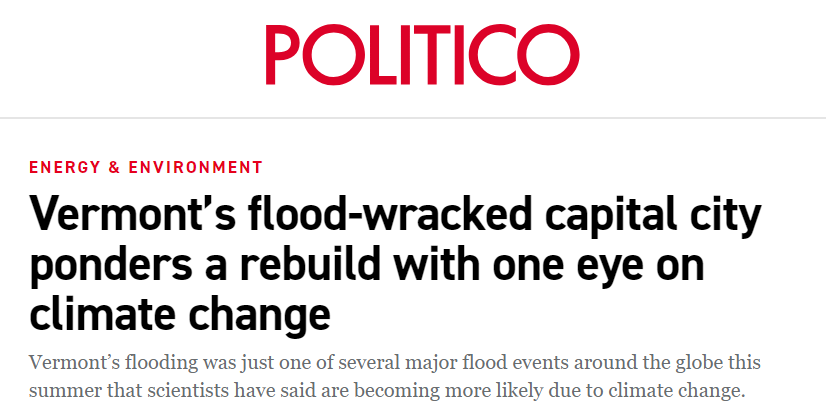 POLITICO
ENERGY & ENVIRONMENT
Vermont’s flood-wracked capital city
ponders a rebuild with one eye on
climate change
Vermont’s flooding was just one of several major flood events around the globe this
summer that scientists have said are becoming more likely due to climate change.